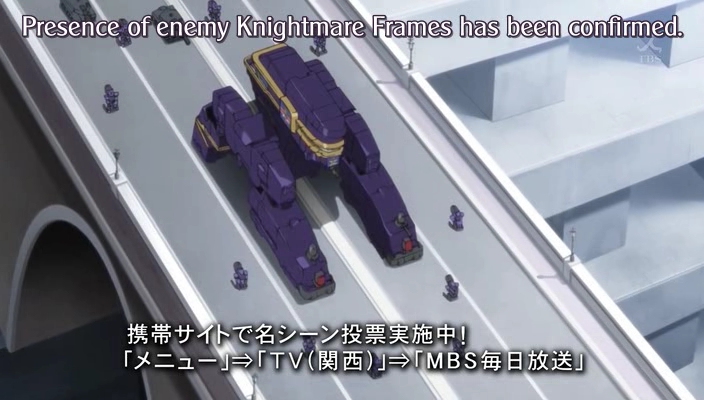 Presence of enemy Knightmare Frames has been confirmed.
TBS
携帯サイトで名シーン投票実施中!
「メニュー」⇒「TV(関西)」⇒「MBS毎日放送」